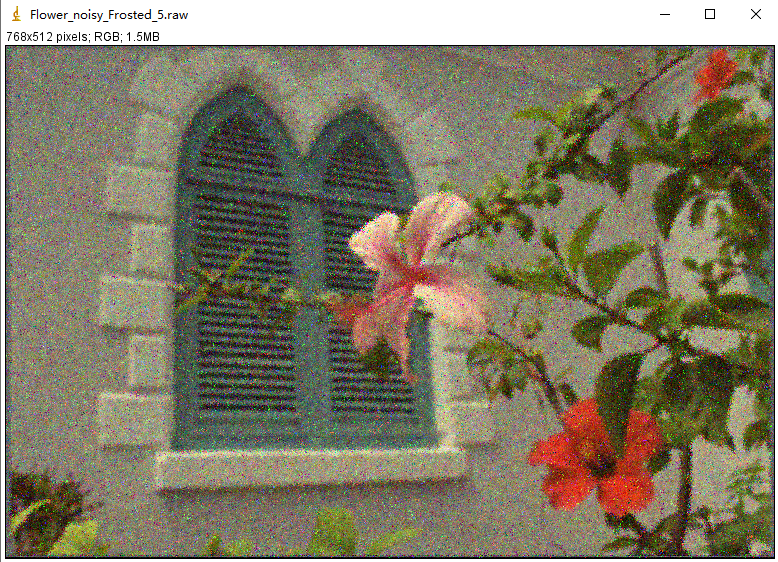 Flower_noisy_Frosted_5.raw
768x512 pixels; RGB; 1.5MB